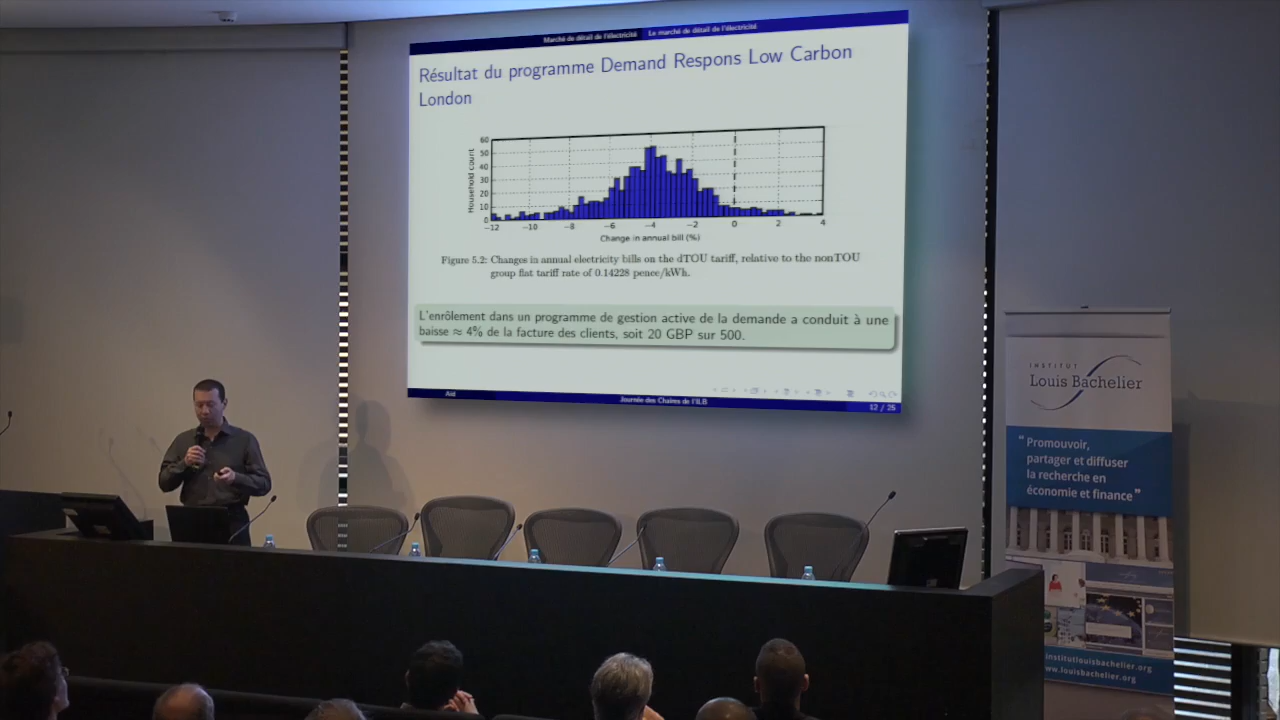 Marché de détail de l'électricité Le marché de détail de l'électricité
Résultat du programme Demand Respons Low Carbon
London
60
50
40
30
20
10
0
Household count
−12 −10 −8 −6 −4 −2 0 2 4
Change in annual bill (%)
Figure 5.2: Changes in annual electricity bills on the dTOU tariff, relative to the nonTOU
group flat tariff rate of 0.14228 pence/kWh.
L'enrôlement dans un programme de gestion active de la demande a conduit à une
baisse ≈ 4% de la facture des clients, soit 20 GBP sur 500.
Aïd Journée des Chaires de l'ILB 12 / 25
INSTITUT
Louis Bachelier
“ Promouvoir,
partager et diffuser
la recherche en
économie et finance ”
institutlouisbachelier.org
www.louisbachelier.org